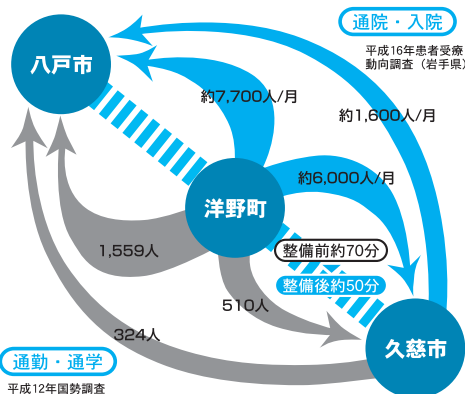 通院・入院
平成16年患者受療
動向調査（岩手県）
八戸市
約7,700人/月
約1,600人/月
約6,000人/月
洋野町
整備前約70分
1,559人
整備後約50分
510人
324人
久慈市
通勤・通学
平成12年国勢調査